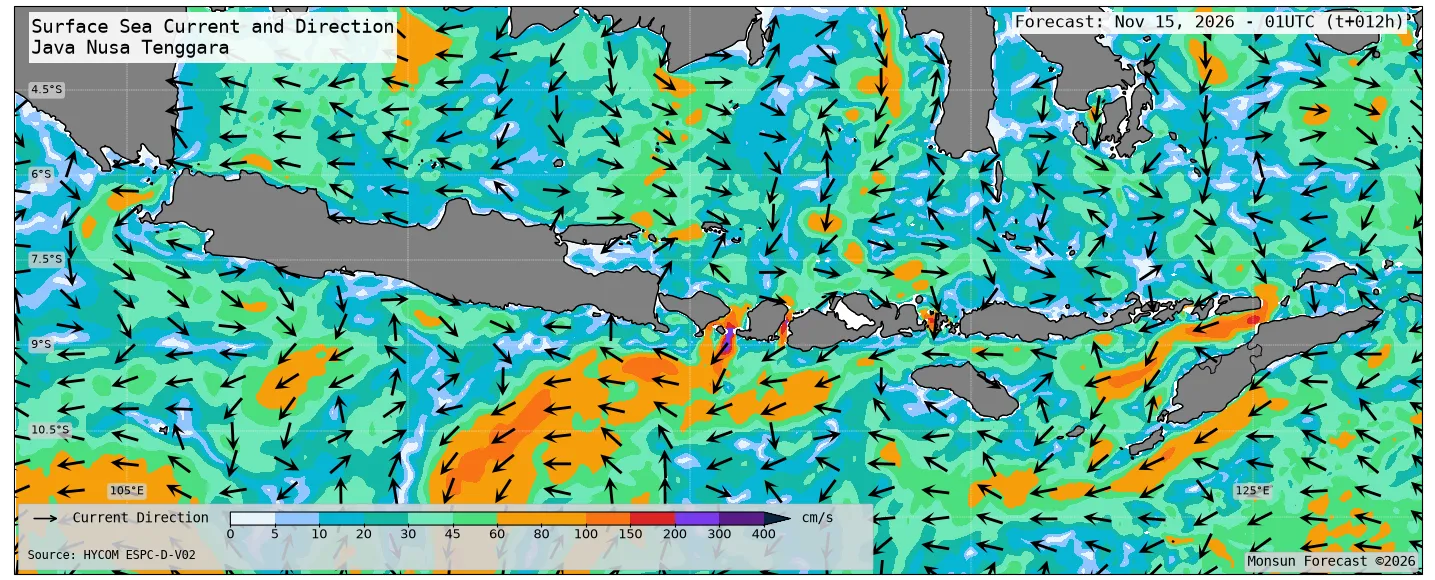 Surface Sea Current and Direction
Java Nusa Tenggara
Forecast: Nov 15, 2026 - 01UTC (t+012h)
4.5°S
6°S
7.5°S
9°S
10.5°S
105°E
125°E
Current Direction
0 5 10 20 30 45 60 80 100 150 200 300 400 cm/s
Source: HYCOM ESPC-D-V02
Monsun Forecast ©2026